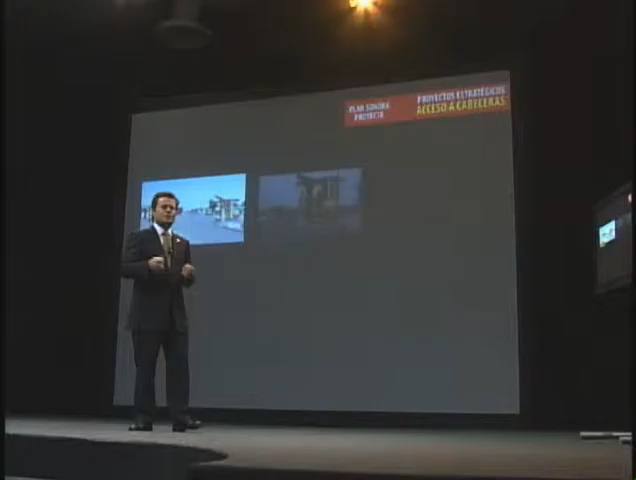 PLAN SONORA
PROYECTA
PROYECTOS ESTRATÉGICOS
ACCESO A CABECERAS